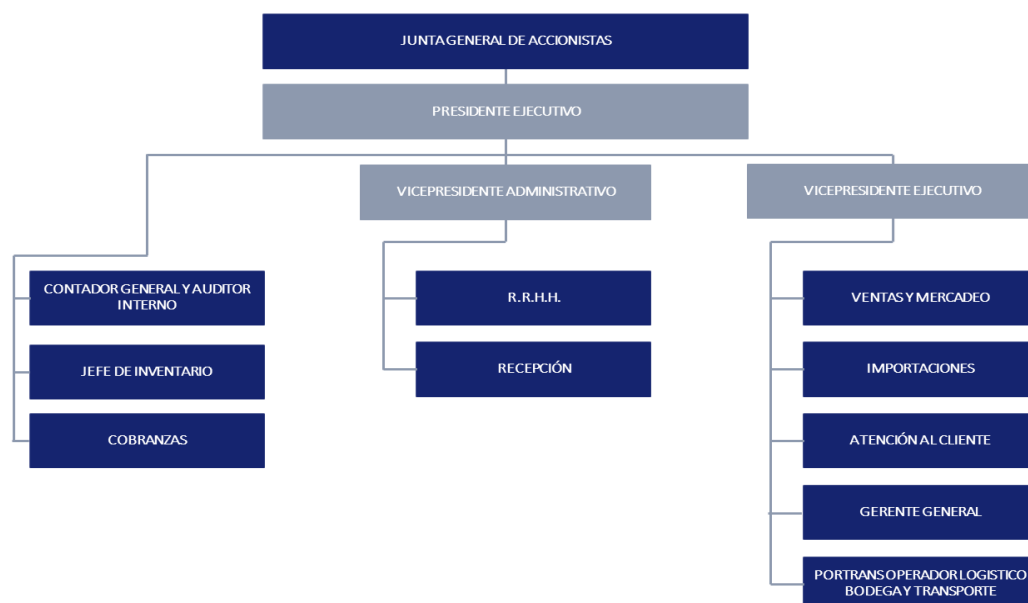 JUNTA GENERAL DE ACCIONISTAS
PRESIDENTE EJECUTIVO
VICEPRESIDENTE ADMINISTRATIVO
VICEPRESIDENTE EJECUTIVO
CONTADOR GENERAL Y AUDITOR
INTERNO
JEFE DE INVENTARIO
COBRANZAS
R.R.H.H.
RECEPCIÓN
VENTAS Y MERCADEO
IMPORTACIONES
ATENCIÓN AL CLIENTE
GERENTE GENERAL
PORTRANS OPERADOR LOGISTICO
BODEGA Y TRANSPORTE